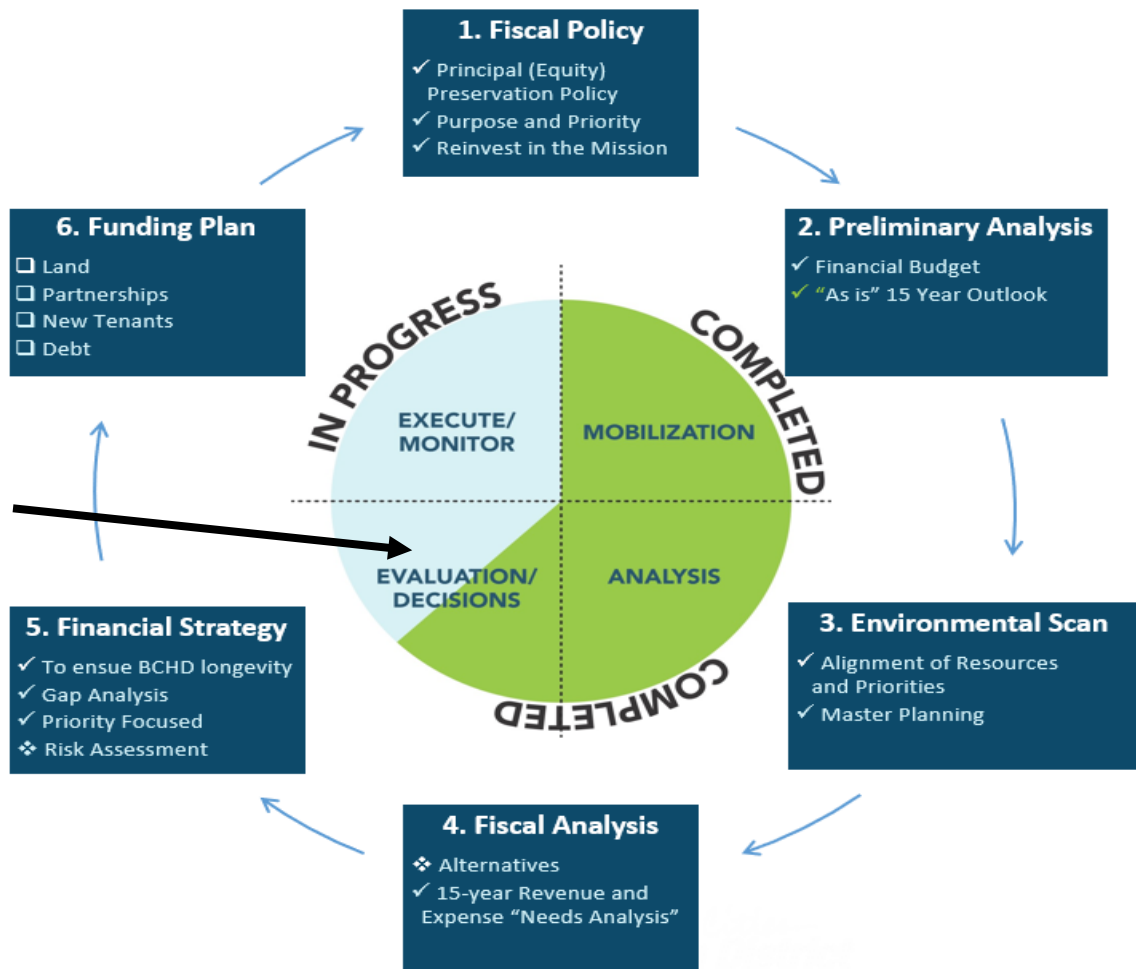 1. Fiscal Policy
✓ Principal (Equity)
Preservation Policy
✓ Purpose and Priority
✓ Reinvest in the Mission
2. Preliminary Analysis
✓ Financial Budget
✓ “As is” 15 Year Outlook
3. Environmental Scan
✓ Alignment of Resources
and Priorities
✓ Master Planning
4. Fiscal Analysis
❖ Alternatives
✓ 15-year Revenue and
Expense “Needs Analysis”
5. Financial Strategy
✓ To ensue BCHD longevity
✓ Gap Analysis
✓ Priority Focused
❖ Risk Assessment
6. Funding Plan
❑ Land
❑ Partnerships
❑ New Tenants
❑ Debt
IN PROGRESS
COMPLETED
COMPLETED
EXECUTE/
MONITOR
MOBILIZATION
EVALUATION/
DECISIONS
ANALYSIS